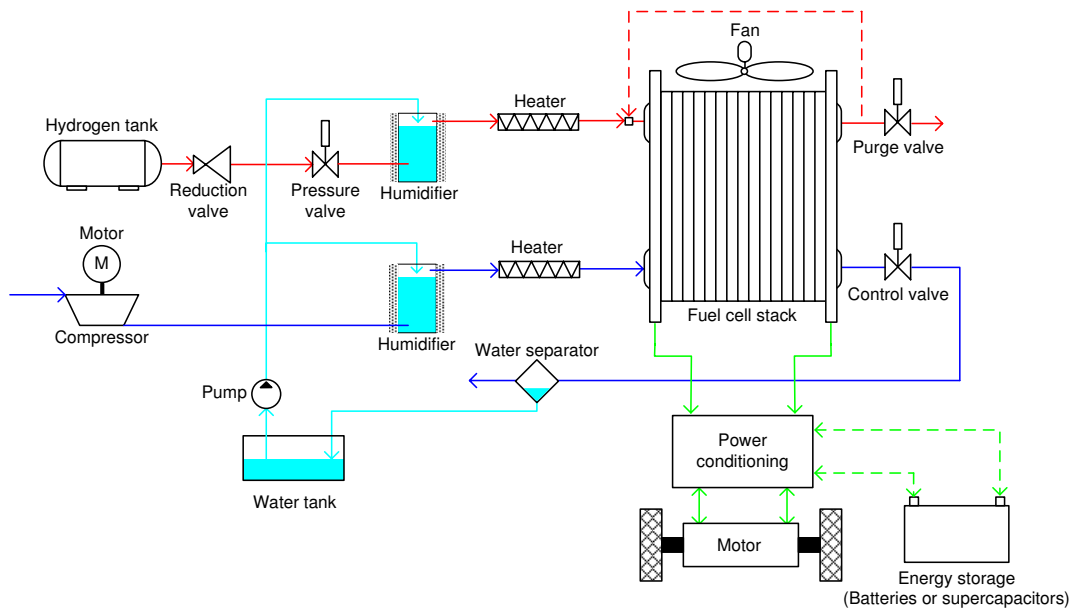 Fan
Heater
Hydrogen tank
Purge valve
Reduction
valve
Pressure
valve
Humidifier
Motor
M
Heater
Compressor
Control valve
Fuel cell stack
Humidifier
Water separator
Pump
Power
conditioning
Water tank
Motor
Energy storage
(Batteries or supercapacitors)